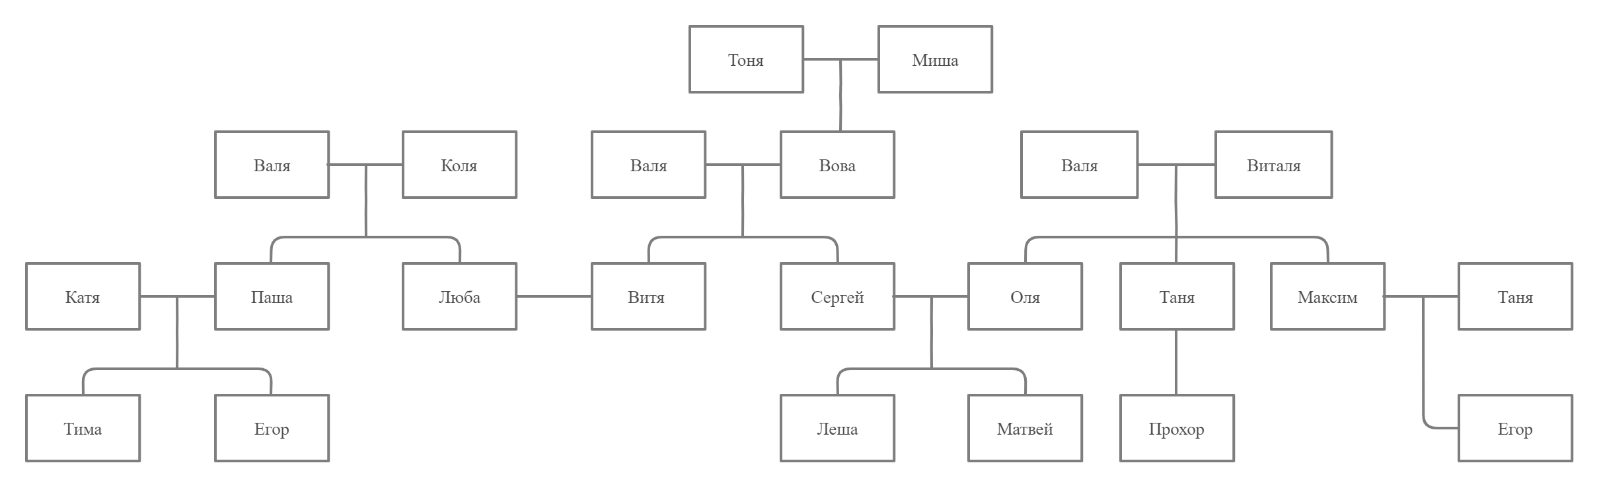 Тоня
Миша
Валя
Коля
Валя
Вова
Валя
Виталя
Катя
Паша
Люба
Витя
Сергей
Оля
Таня
Максим
Таня
Тима
Егор
Леша
Матвей
Прохор
Егор